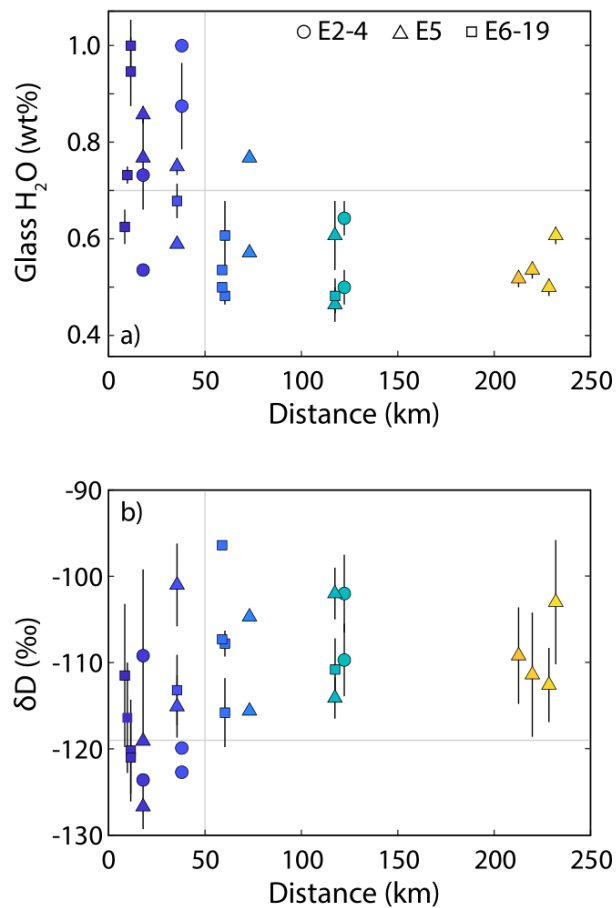 E2-4 E5 E6-19
1.0
0.8
0.6
0.4
Glass H₂O (wt%)
a)
0 50 100 150 200 250
Distance (km)
-90
-100
-110
-120
-130
δD (‰)
b)
0 50 100 150 200 250
Distance (km)